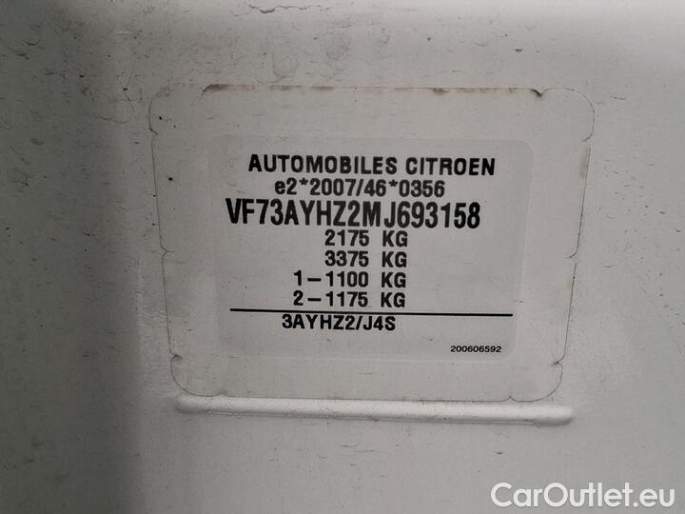 AUTOMOBILES CITROEN
e2*2007/46*0356
VF73AYHZ2MJ693158
2175 KG
3375 KG
1-1100 KG
2-1175 KG
3AYHZ2/J4S
200606592
CarOutlet.eu